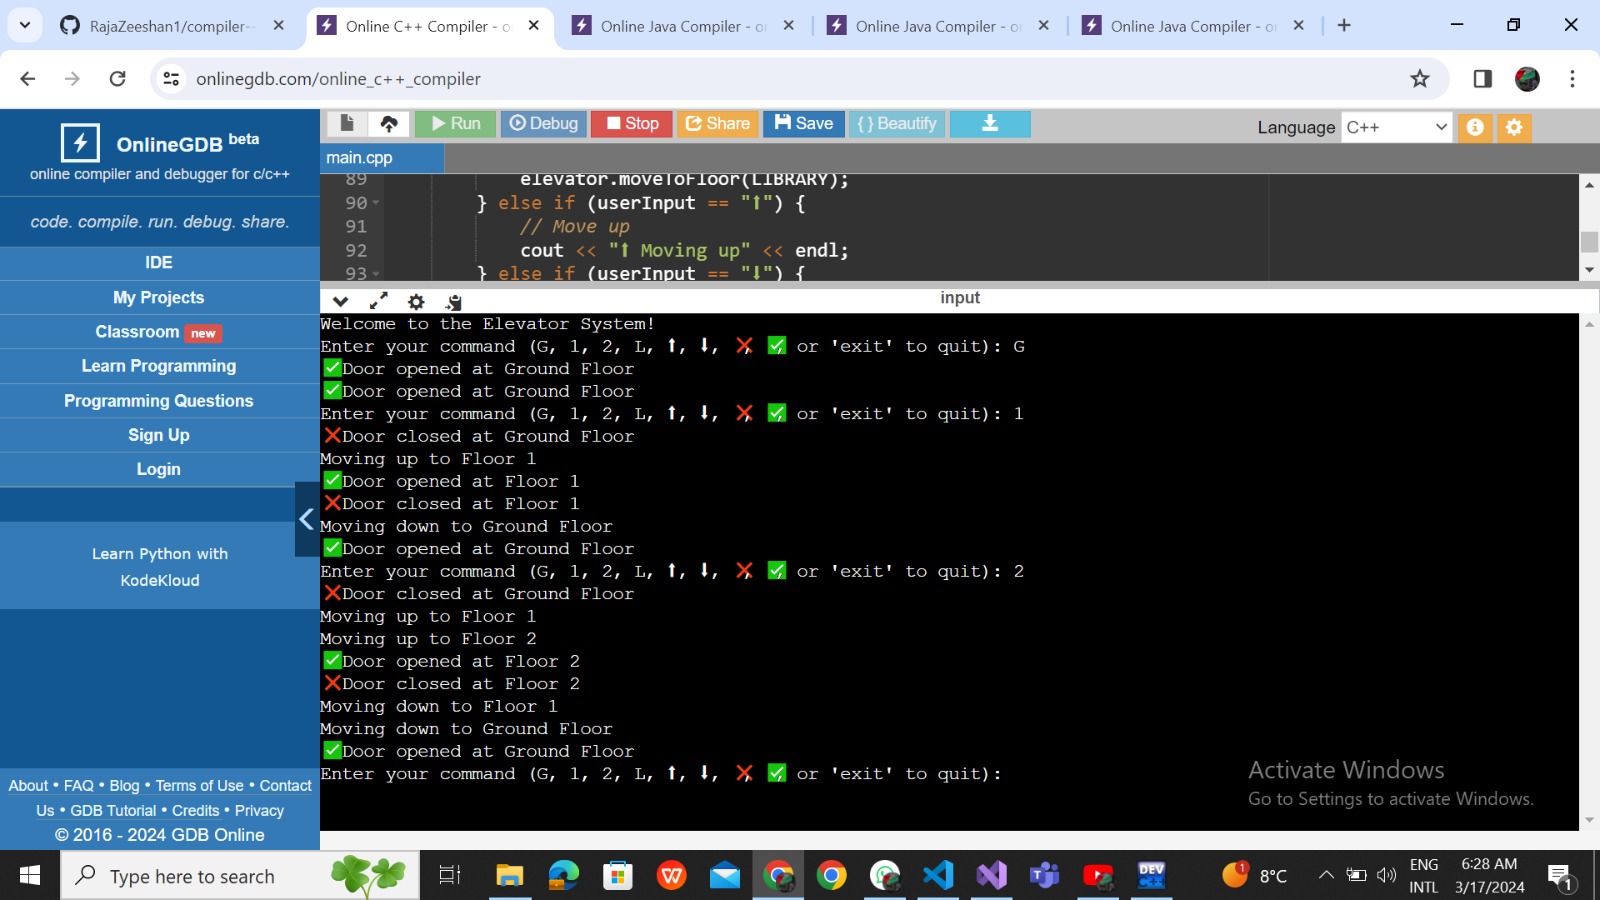 RajaZeeshan1/compiler-
Online C++ Compiler - o
Online Java Compiler - o
Online Java Compiler - o
Online Java Compiler - o
onlinegdb.com/online_c++_compiler
OnlineGDB beta
online compiler and debugger for c/c++
code. compile. run. debug. share.
IDE
My Projects
Classroom new
Learn Programming
Programming Questions
Sign Up
Login
Learn Python with
KodeKloud
About • FAQ • Blog • Terms of Use • Contact
Us • GDB Tutorial • Credits • Privacy
© 2016 - 2024 GDB Online
Run Debug Stop Share Save { } Beautify
Language C++
main.cpp
89 elevator.moveToFloor(LIBRARY);
90 } else if (userInput == "⬆") {
91 // Move up
92 cout << "⬆ Moving up" << endl;
93 } else if (userInput == "⬇") {
input
Welcome to the Elevator System!
Enter your command (G, 1, 2, L, ⬆, ⬇, ❌, ✅, or 'exit' to quit): G
✅Door opened at Ground Floor
✅Door opened at Ground Floor
Enter your command (G, 1, 2, L, ⬆, ⬇, ❌, ✅, or 'exit' to quit): 1
❌Door closed at Ground Floor
Moving up to Floor 1
✅Door opened at Floor 1
❌Door closed at Floor 1
Moving down to Ground Floor
✅Door opened at Ground Floor
Enter your command (G, 1, 2, L, ⬆, ⬇, ❌, ✅, or 'exit' to quit): 2
❌Door closed at Ground Floor
Moving up to Floor 1
Moving up to Floor 2
✅Door opened at Floor 2
❌Door closed at Floor 2
Moving down to Floor 1
Moving down to Ground Floor
✅Door opened at Ground Floor
Enter your command (G, 1, 2, L, ⬆, ⬇, ❌, ✅, or 'exit' to quit):
Activate Windows
Go to Settings to activate Windows.
Type here to search
DEV
C++
1
8°C
ENG
INTL
6:28 AM
3/17/2024
1